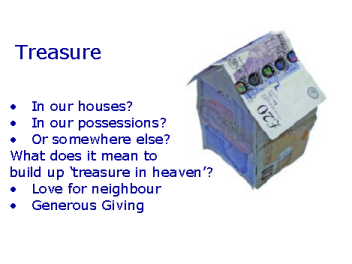 Treasure
• In our houses?
• In our possessions?
• Or somewhere else?
What does it mean to
build up ‘treasure in heaven’?
• Love for neighbour
• Generous Giving
£20